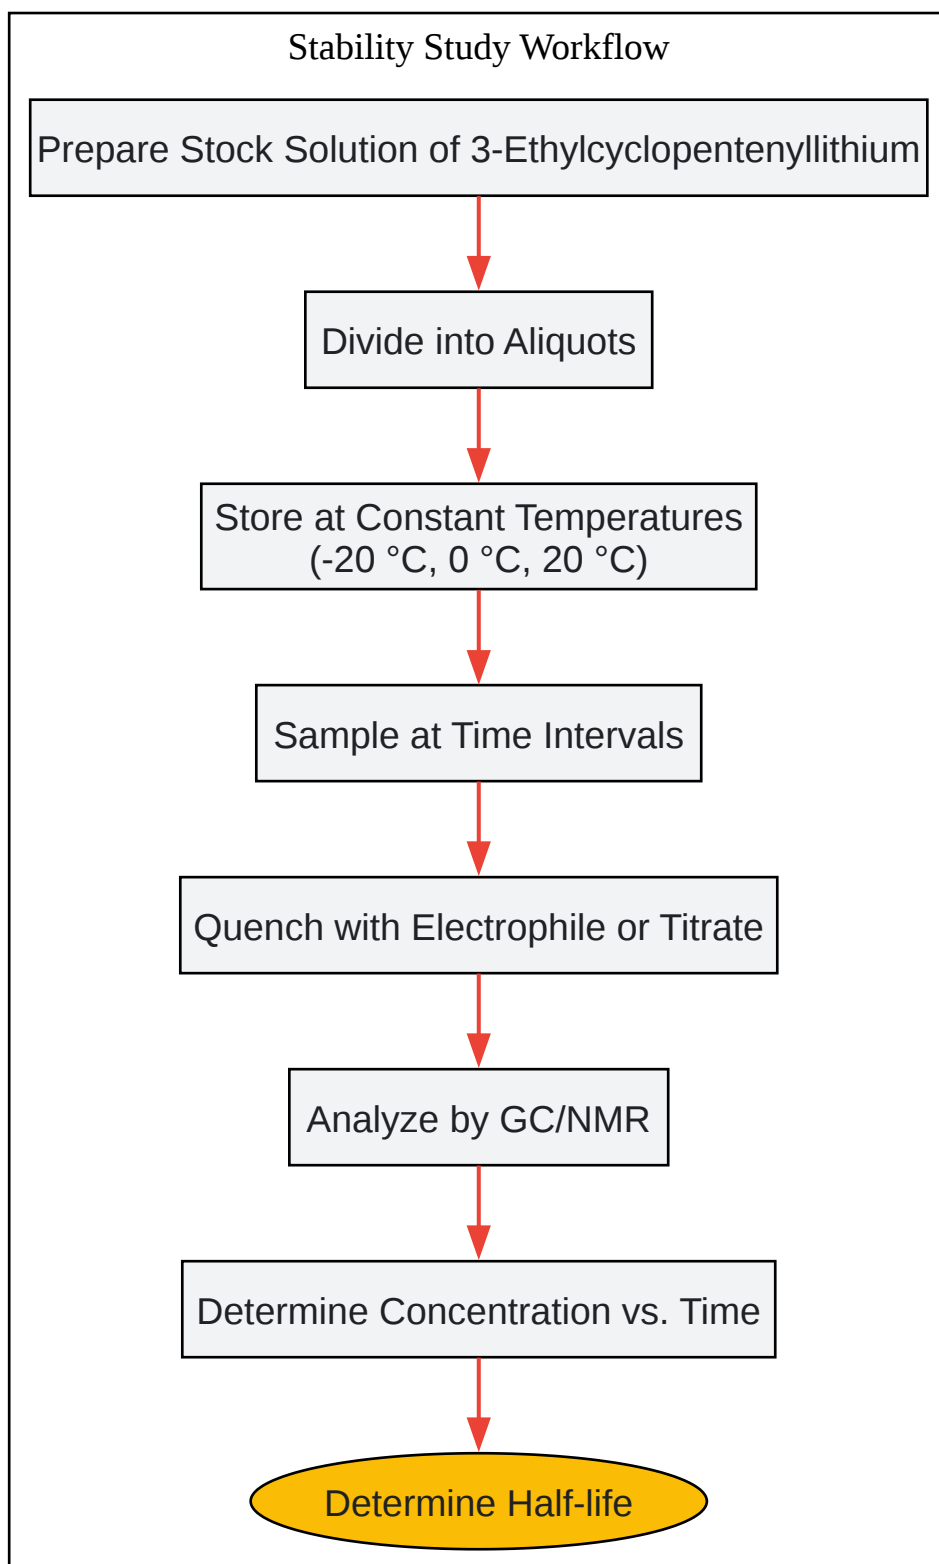 Stability Study Workflow
Prepare Stock Solution of 3-Ethylcyclopentenyllithium
Divide into Aliquots
Store at Constant Temperatures
(-20 °C, 0 °C, 20 °C)
Sample at Time Intervals
Quench with Electrophile or Titrate
Analyze by GC/NMR
Determine Concentration vs. Time
Determine Half-life